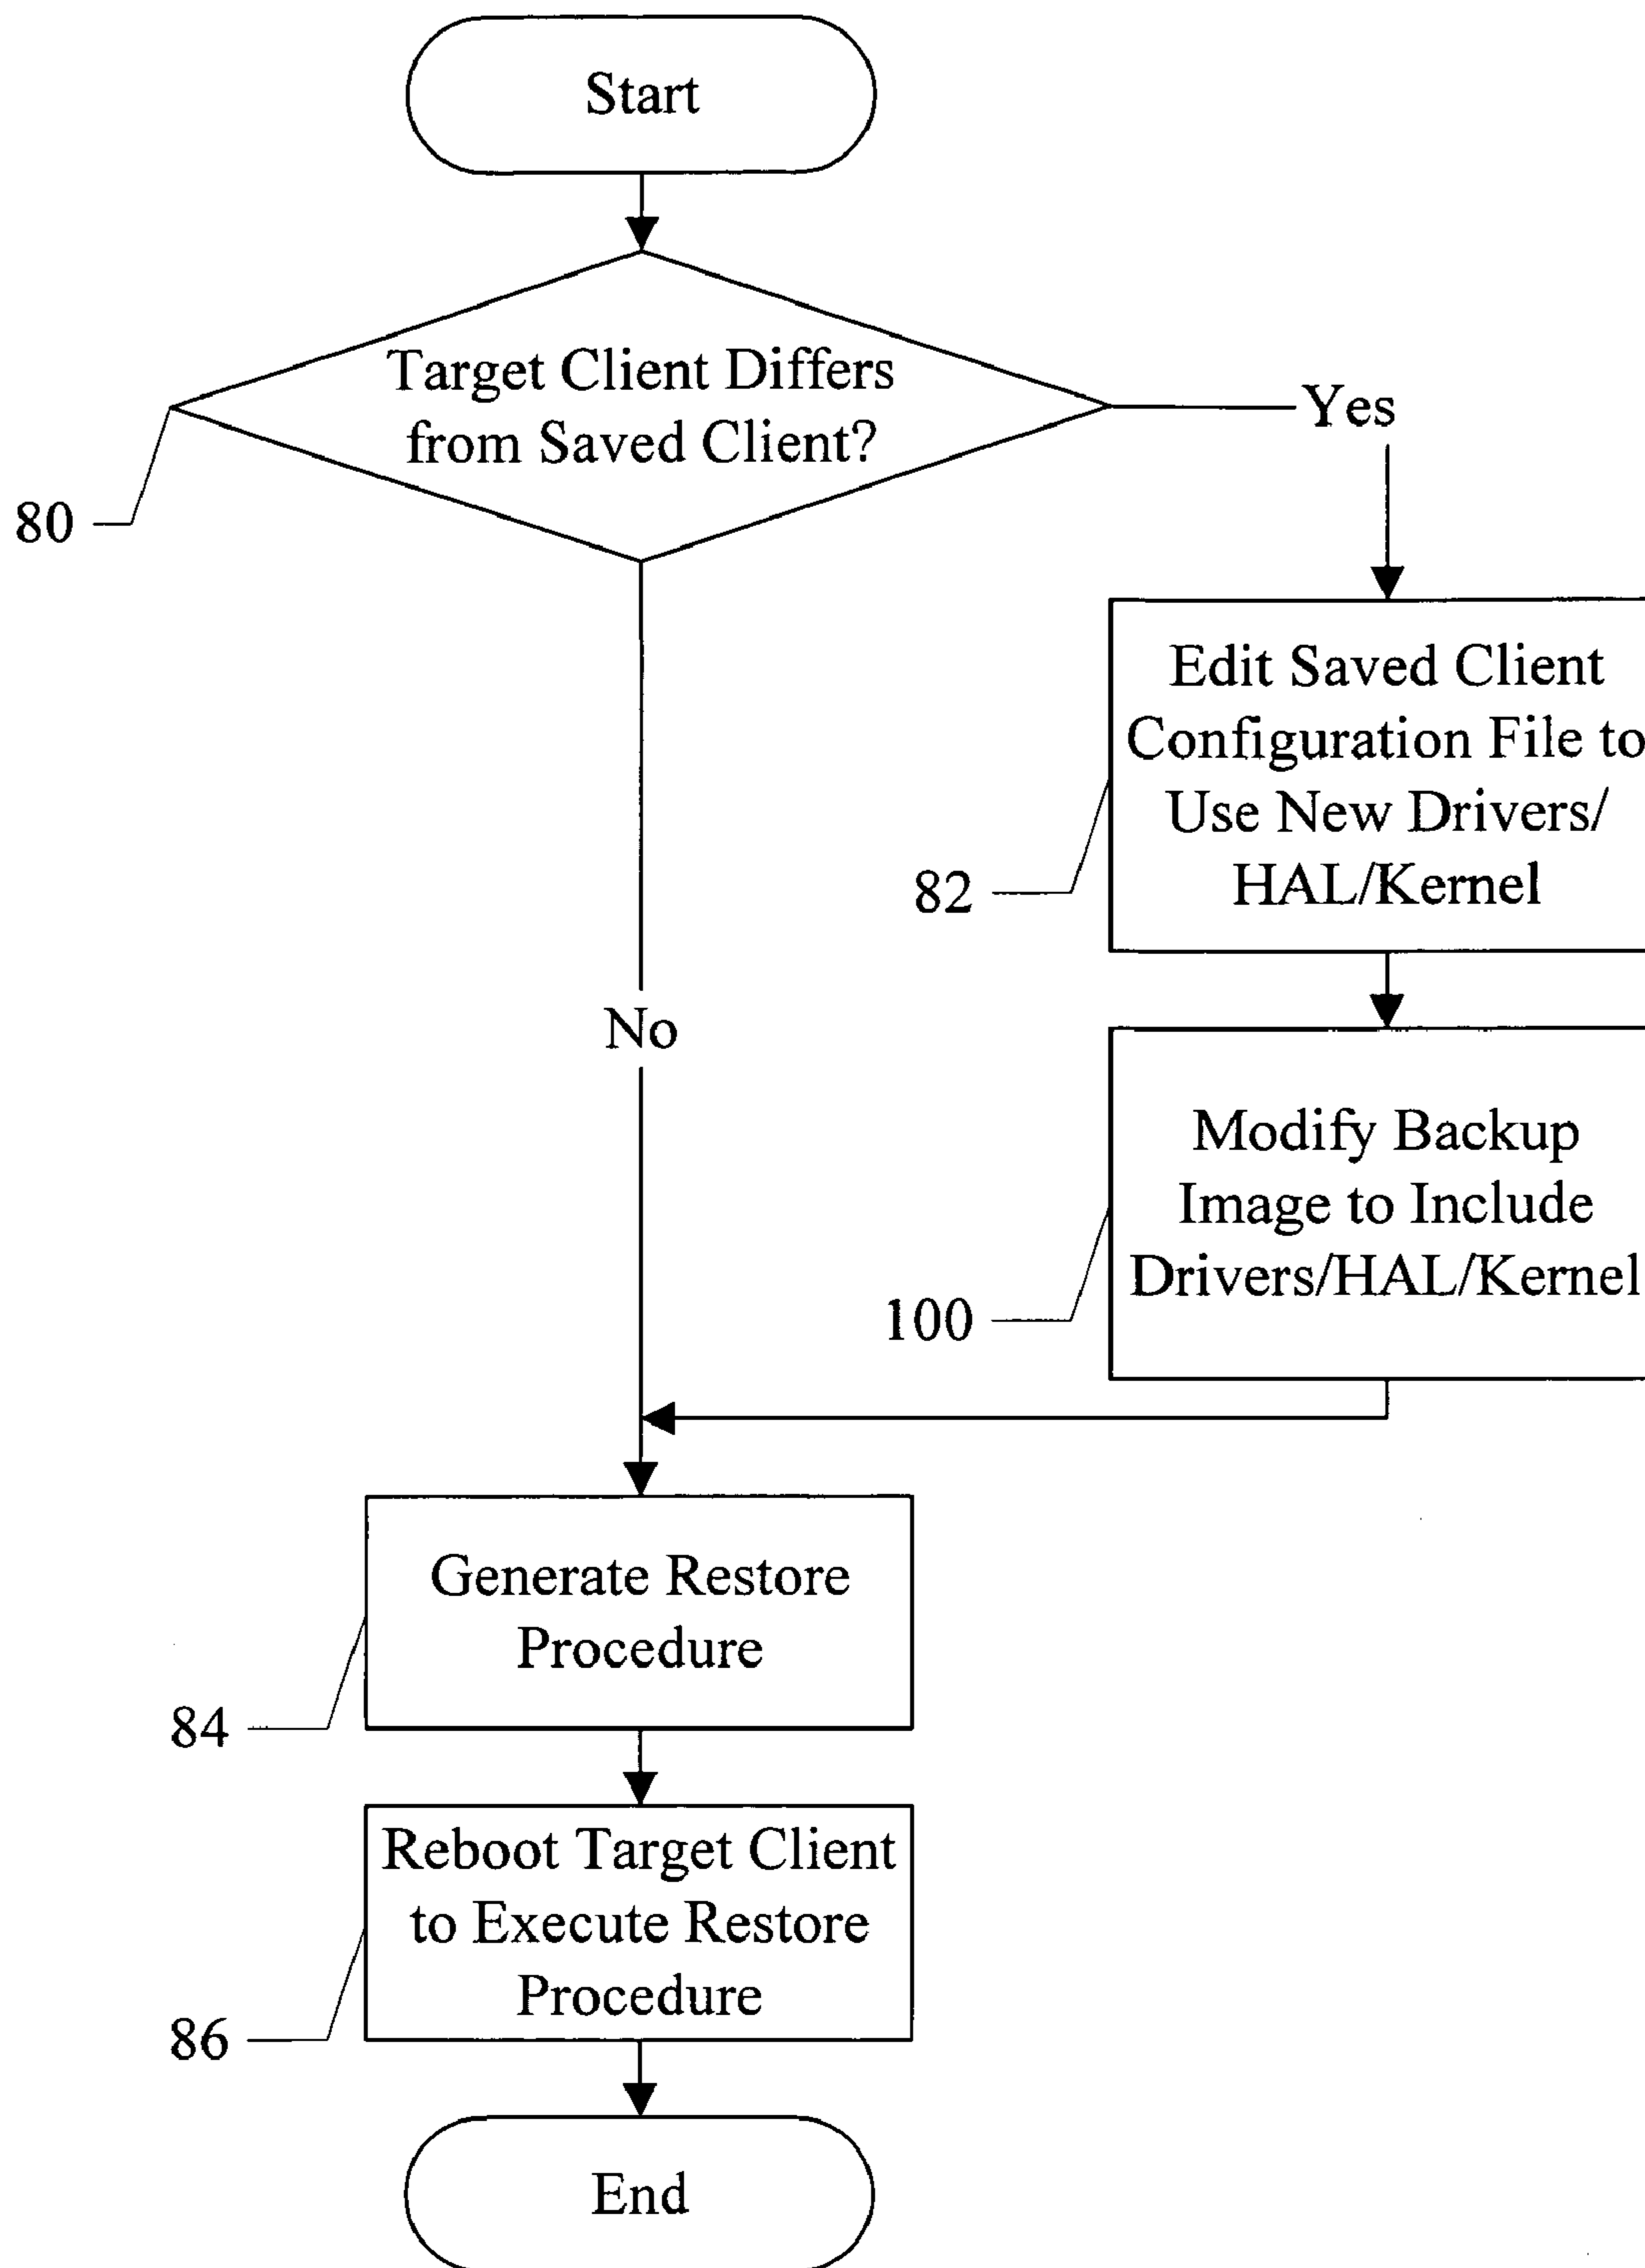 Start
Target Client Differs
from Saved Client?
Yes
80
Edit Saved Client
Configuration File to
Use New Drivers/
HAL/Kernel
82
No
Modify Backup
Image to Include
Drivers/HAL/Kernel
100
Generate Restore
Procedure
84
Reboot Target Client
to Execute Restore
Procedure
86
End